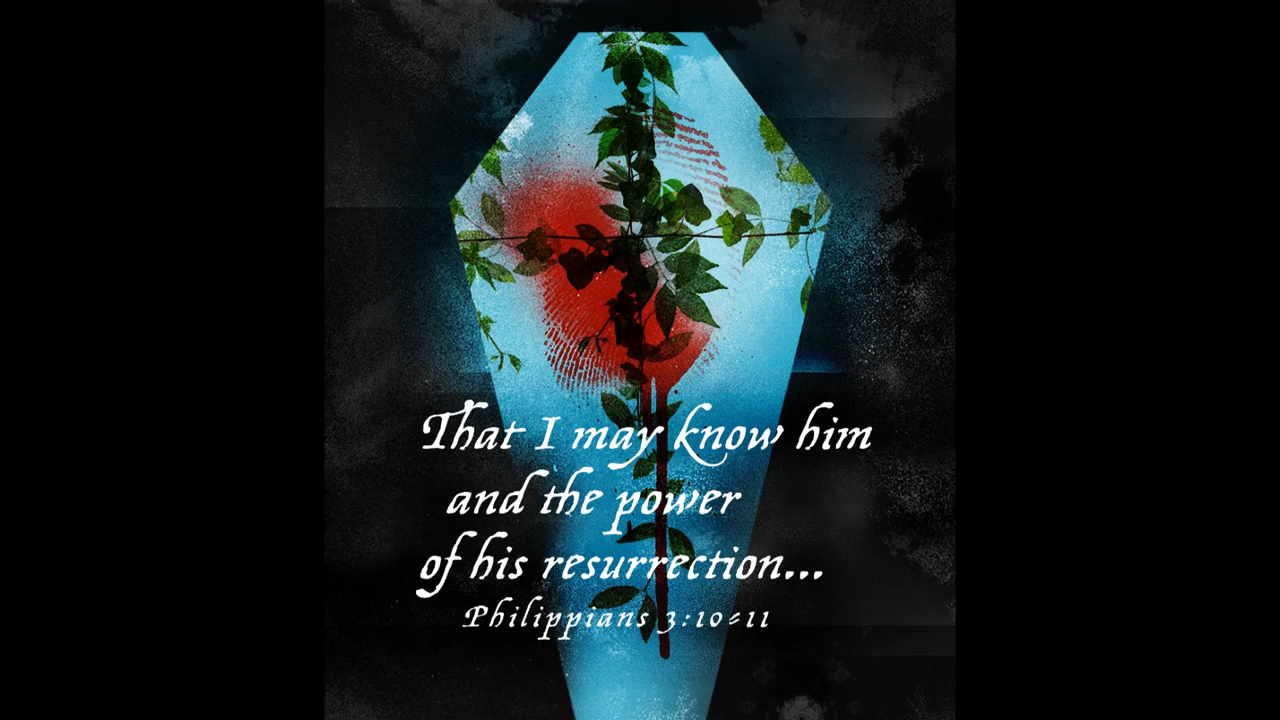 That I may know him
and the power
of his resurrection...
Philippians 3:10-11